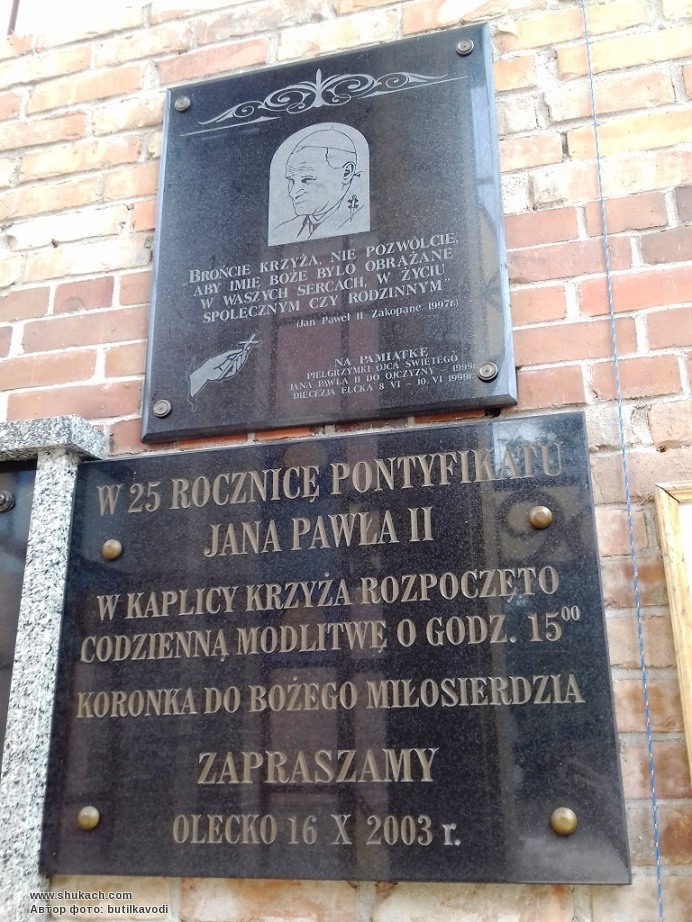 BROŃCIE KRZYŻA, NIE POZWÓLCIE,
ABY IMIE BOŻE BYŁO OBRAŻANE
W WASZYCH SERCACH, W ŻYCIU
SPOŁECZNYM CZY RODZINNYM"
(Jan Paweł II Zakopane 1997r.)
NA PAMIĄTKĘ
PIELGRZYMKI OJCA ŚWIĘTEGO
JANA PAWŁA II DO OJCZYZNY - 1999r.
DIECEZJA EŁCKA 8 VI - 10. VI 1999r.
W 25 ROCZNICĘ PONTYFIKATU
JANA PAWŁA II
W KAPLICY KRZYŻA ROZPOCZĘTO
CODZIENNĄ MODLITWĘ O GODZ. 15⁰⁰
KORONKA DO BOŻEGO MIŁOSIERDZIA
ZAPRASZAMY
OLECKO 16 X 2003 r.
www.shukach.com
Автор фото: butilkavodi